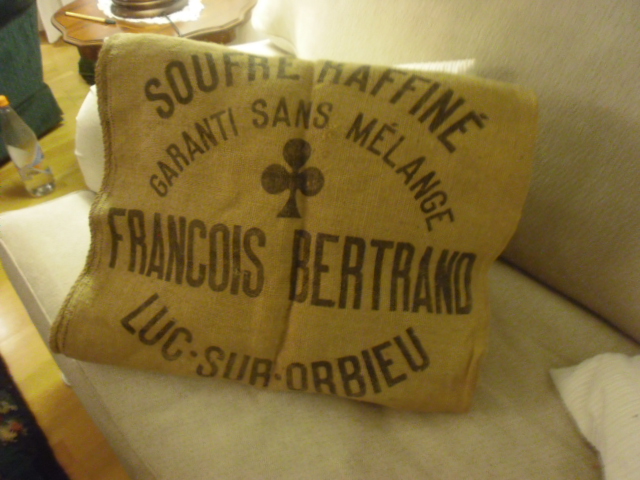 SOUFRE RAFFINÉ
GARANTI SANS MÉLANGE
FRANCOIS BERTRAND
LUC-SUR-ORBIEU